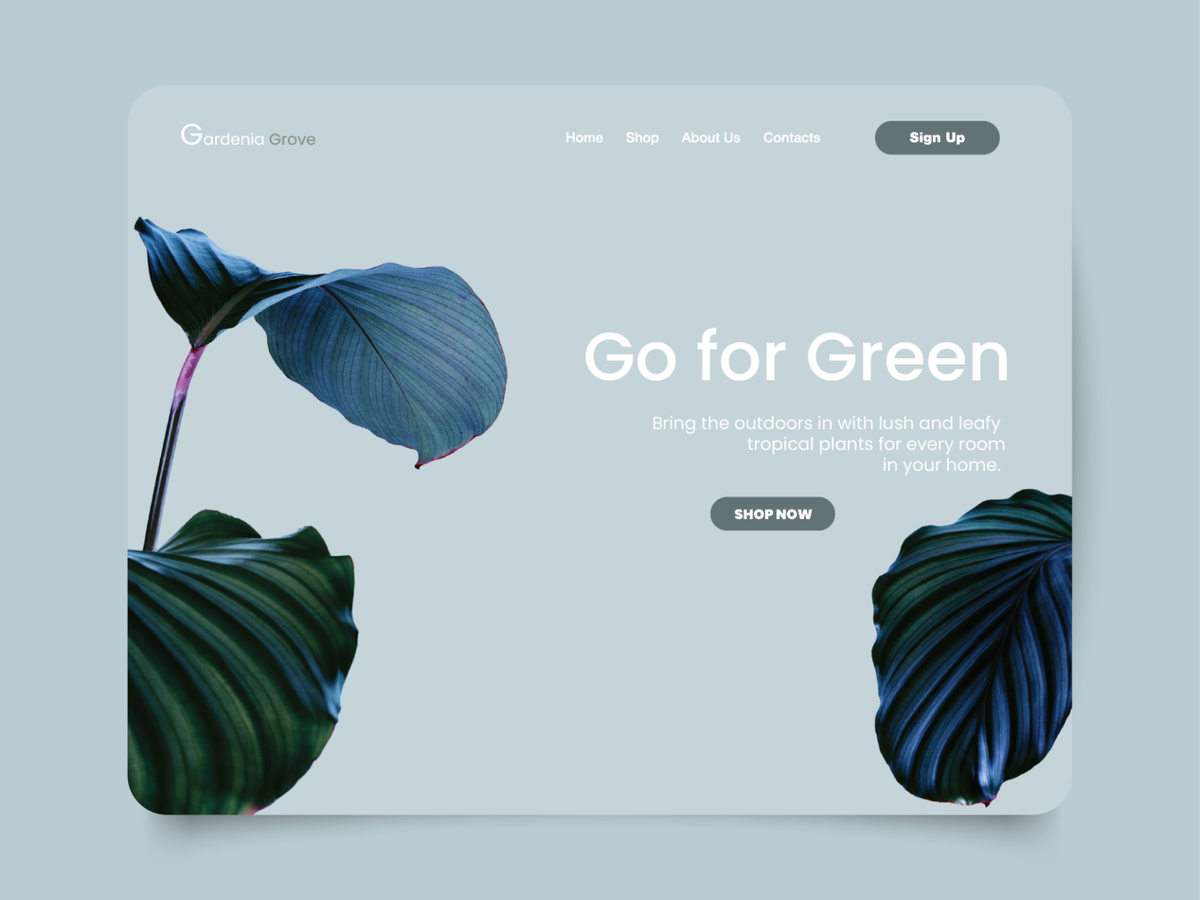 Gardenia Grove
Home Shop About Us Contacts Sign Up
Go for Green
Bring the outdoors in with lush and leafy
tropical plants for every room
in your home.
SHOP NOW